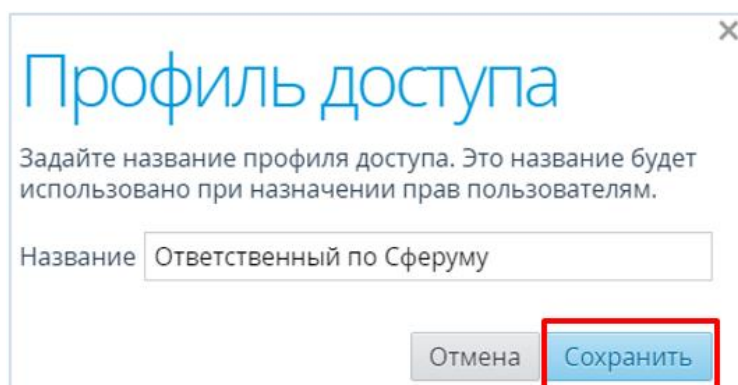 Профиль доступа
Задайте название профиля доступа. Это название будет
использовано при назначении прав пользователям.
Название Ответственный по Сферуму
Отмена Сохранить